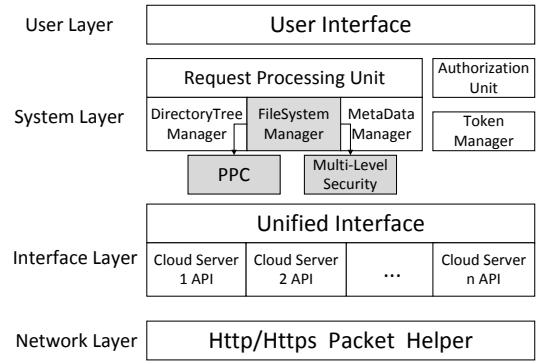 User Layer
User Interface
System Layer
Request Processing Unit
DirectoryTree
Manager
FileSystem
Manager
MetaData
Manager
Authorization
Unit
Token
Manager
PPC
Multi-Level
Security
Interface Layer
Unified Interface
Cloud Server
1 API
Cloud Server
2 API
...
Cloud Server
n API
Network Layer
Http/Https Packet Helper